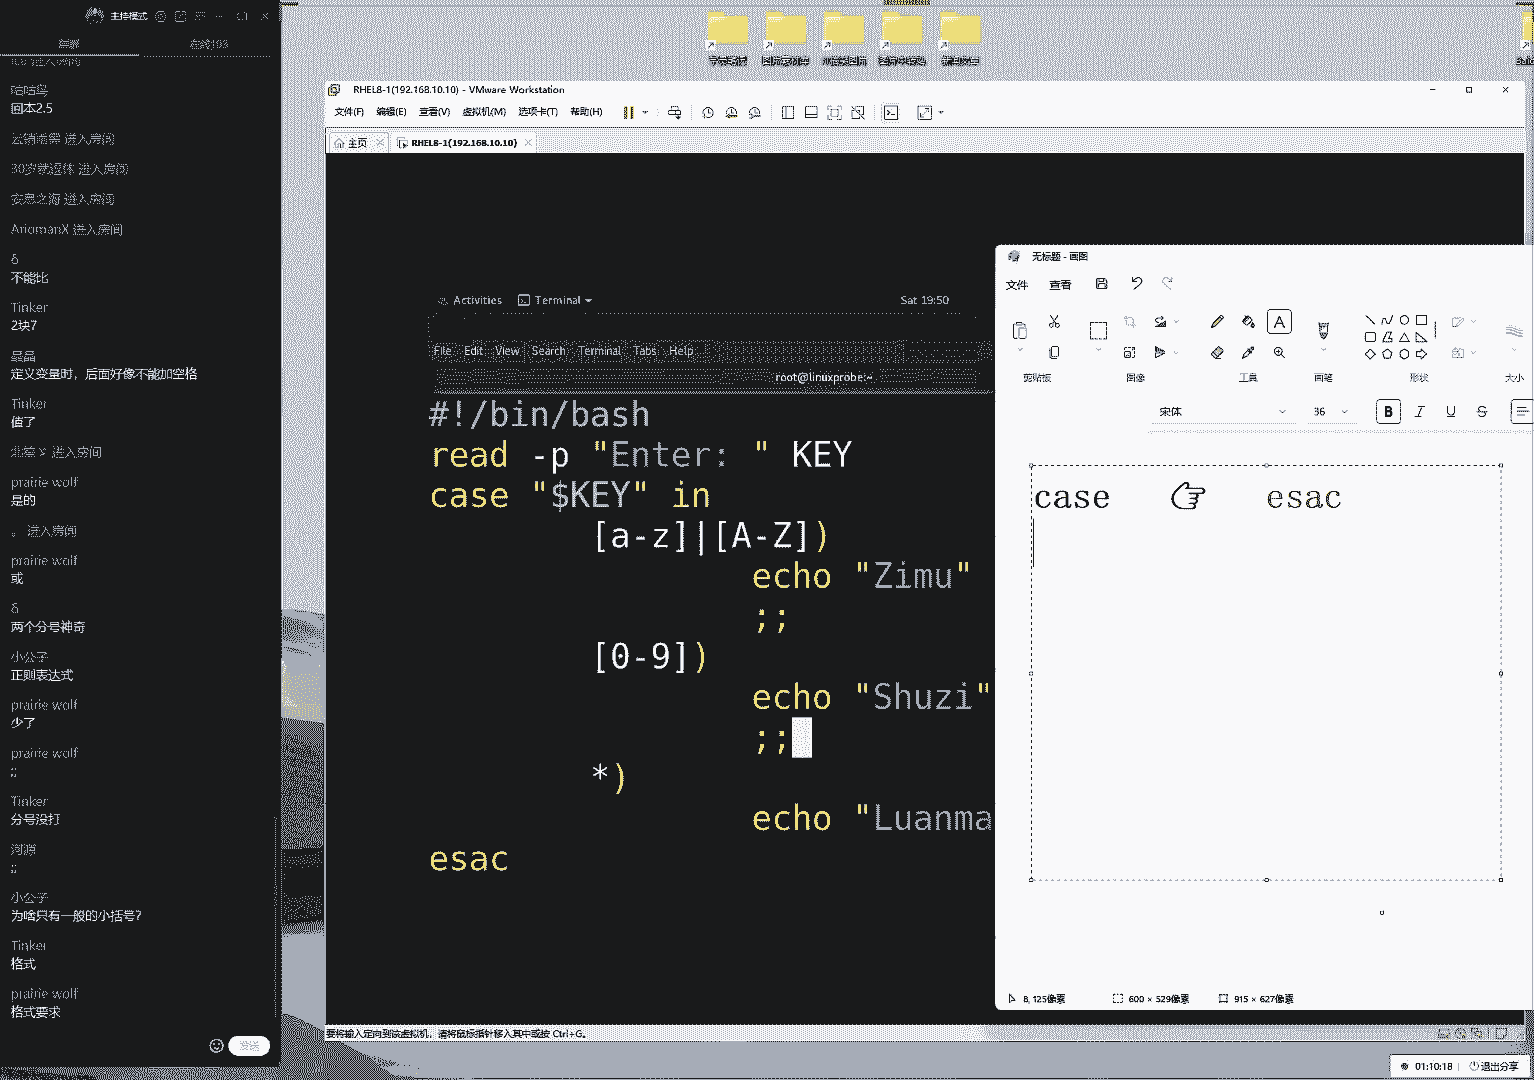 主持模式
在线103
咕咕鸟
回本2.5
进入房间
30岁就退休 进入房间
安息之海 进入房间
AriomanX 进入房间
δ
不能比
Tinker
2块7
晶晶
定义变量时，后面好像不能加空格
Tinker
值了
进入房间
prairie wolf
是的
。 进入房间
prairie wolf
或
δ
两个分号神奇
小公子
正则表达式
prairie wolf
少了
prairie wolf
;;
Tinker
分号没打
河源
;;
小公子
为啥只有一般的小括号？
Tinker
格式
prairie wolf
格式要求
发送
RHEL8-1(192.168.10.10) - VMware Workstation
文件(F) 编辑(E) 查看(V) 虚拟机(M) 选项卡(T) 帮助(H)
主页 RHEL8-1(192.168.10.10)
Activities Terminal Sat 19:50
File Edit View Search Terminal Tabs Help
root@linuxprobe:~
#!/bin/bash
read -p "Enter: " KEY
case "$KEY" in
[a-z]|[A-Z])
echo "Zimu"
;;
[0-9])
echo "Shuzi"
;;
*)
echo "Luanma
esac
无标题 - 画图
文件 查看
剪贴板 图像 工具 画笔 形状 大小
宋体 36 B I U S
case 👉 esac
8, 125像素 600 × 529像素 915 × 627像素
要将输入定向到该虚拟机，请将鼠标指针移入其中或按 Ctrl+G。
01:10:18 退出分享